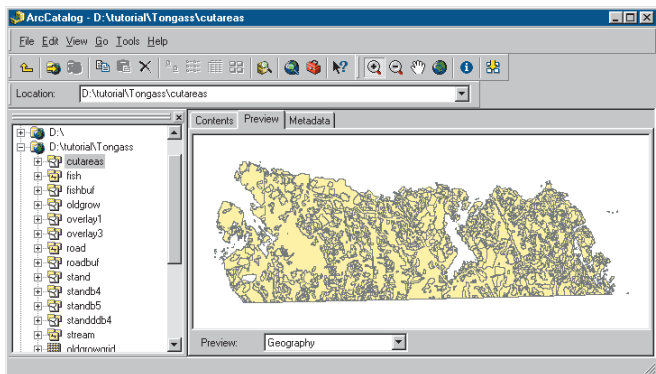 ArcCatalog - D:\tutorial\Tongass\cutareas
File Edit View Go Tools Help
Location: D:\tutorial\Tongass\cutareas
Contents Preview Metadata
D:\
D:\tutorial\Tongass
cutareas
fish
fishbuf
oldgrow
overlay1
overlay3
road
roadbuf
stand
standb4
standb5
standddb4
stream
oldgrowgrid
Preview: Geography